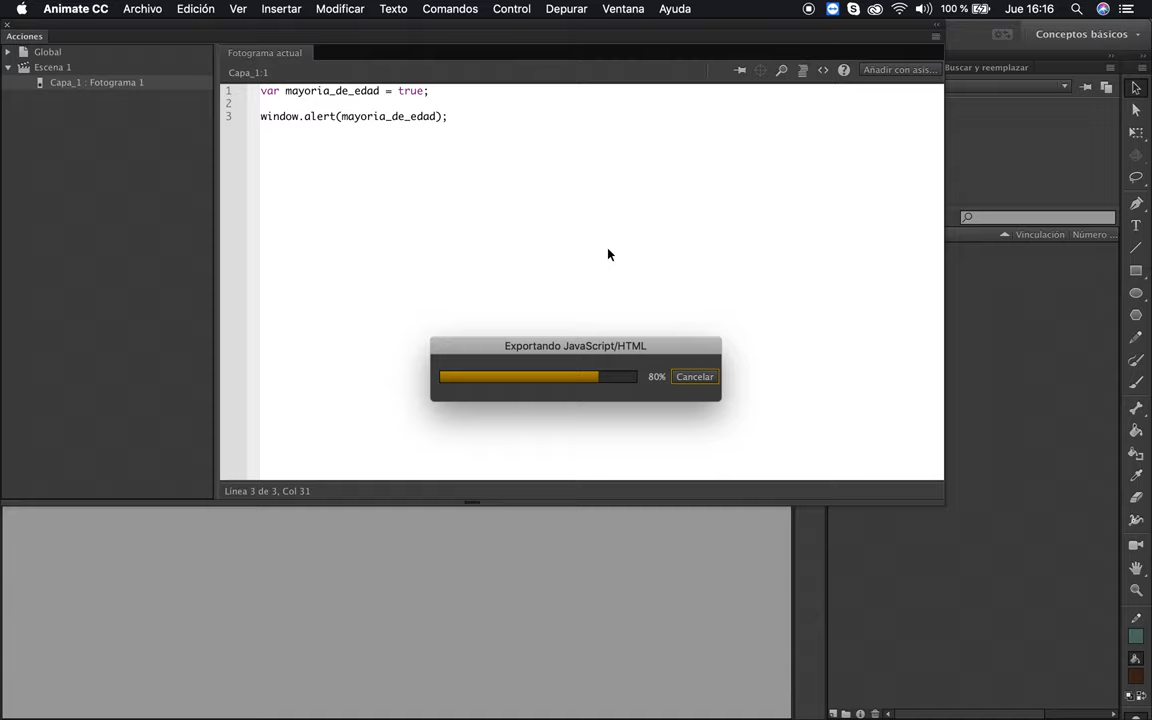 Animate CC Archivo Edición Ver Insertar Modificar Texto Comandos Control Depurar Ventana Ayuda 100 % Jue 16:16
Acciones
Conceptos básicos
Global
Escena 1
Capa_1 : Fotograma 1
Fotograma actual
Buscar y reemplazar
Capa_1:1
Añadir con asis...
1 var mayoria_de_edad = true;
2
3 window.alert(mayoria_de_edad);
Vinculación Número ...
Exportando JavaScript/HTML
80% Cancelar
Línea 3 de 3, Col 31